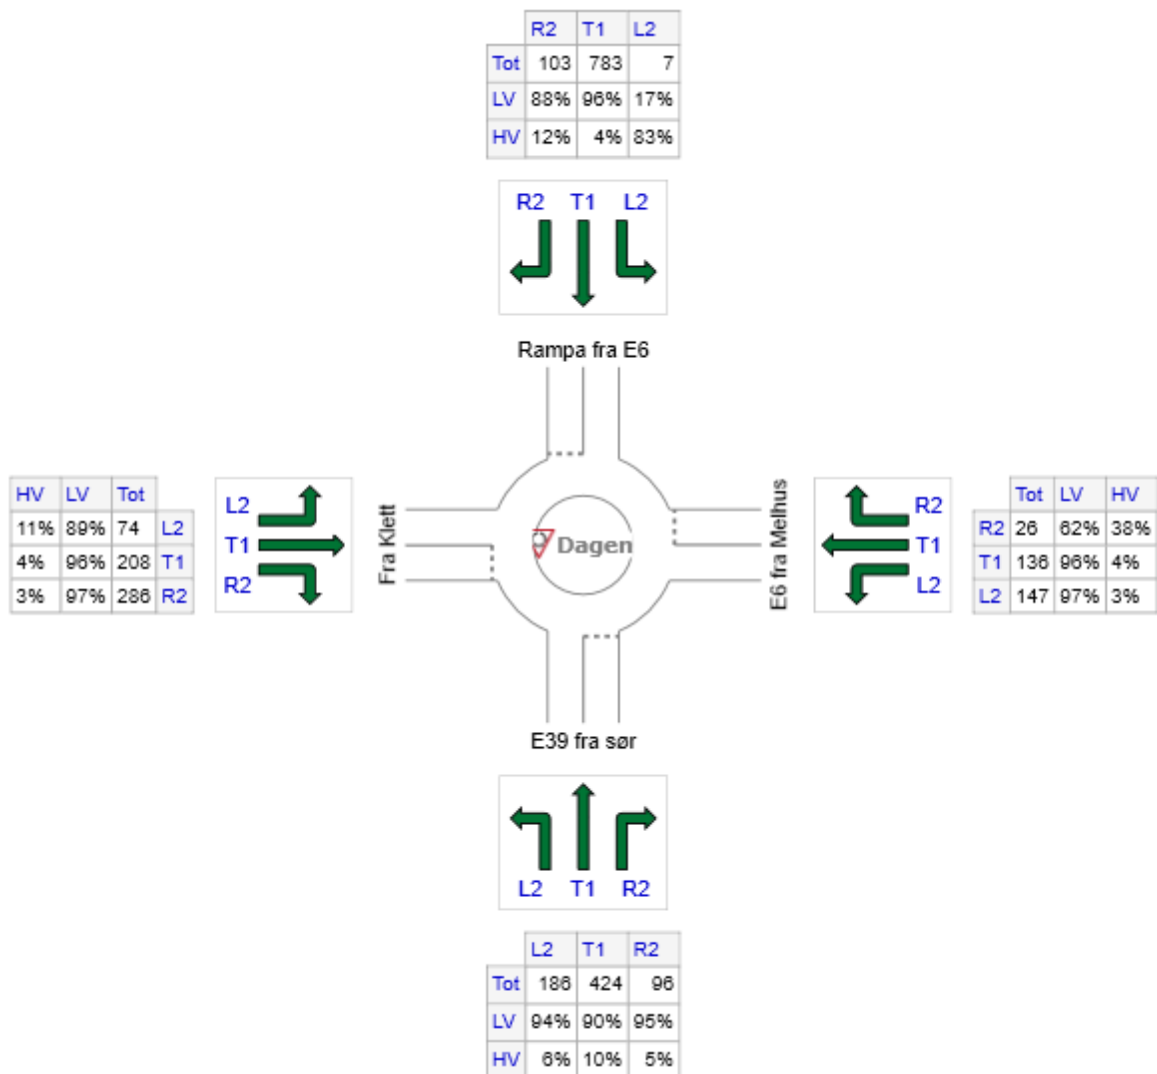 R2 T1 L2
Tot 103 783 7
LV 88% 96% 17%
HV 12% 4% 83%
R2 T1 L2
Rampa fra E6
HV LV Tot
11% 89% 74 L2
4% 96% 208 T1
3% 97% 286 R2
L2
T1
R2
Fra Klett
Dagen
E6 fra Melhus
R2
T1
L2
Tot LV HV
R2 26 62% 38%
T1 136 96% 4%
L2 147 97% 3%
E39 fra sør
L2 T1 R2
L2 T1 R2
Tot 186 424 96
LV 94% 90% 95%
HV 6% 10% 5%